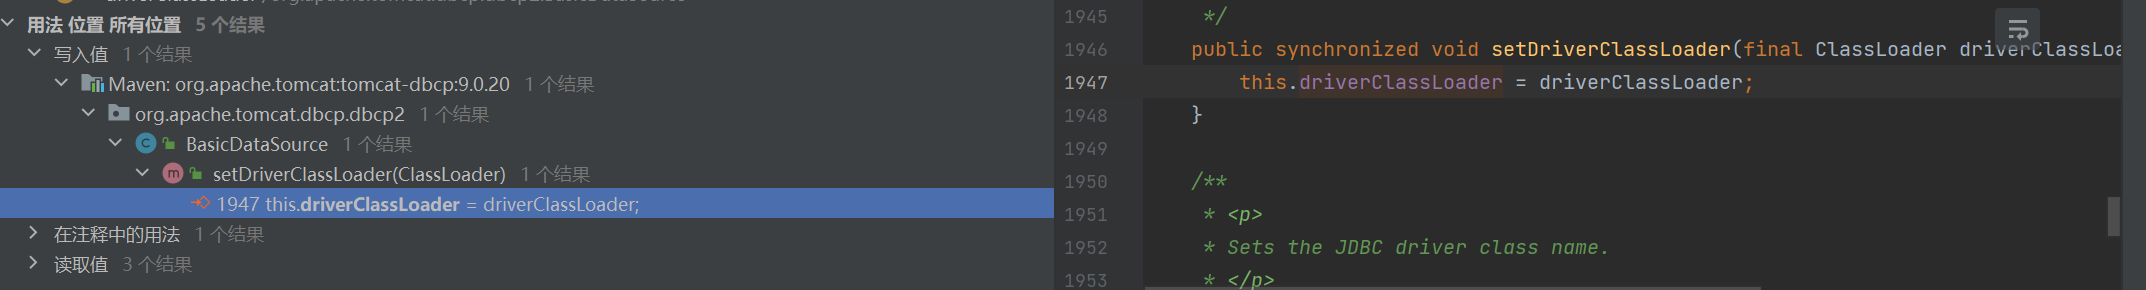 用法 位置 所有位置 5 个结果
写入值 1 个结果
Maven: org.apache.tomcat:tomcat-dbcp:9.0.20 1 个结果
org.apache.tomcat.dbcp.dbcp2 1 个结果
BasicDataSource 1 个结果
setDriverClassLoader(ClassLoader) 1 个结果
1947 this.driverClassLoader = driverClassLoader;
在注释中的用法 1 个结果
读取值 3 个结果
1945 */
1946 public synchronized void setDriverClassLoader(final ClassLoader driverClassLoa
1947 this.driverClassLoader = driverClassLoader;
1948 }
1949
1950 /**
1951 * <p>
1952 * Sets the JDBC driver class name.
1953 * </p>